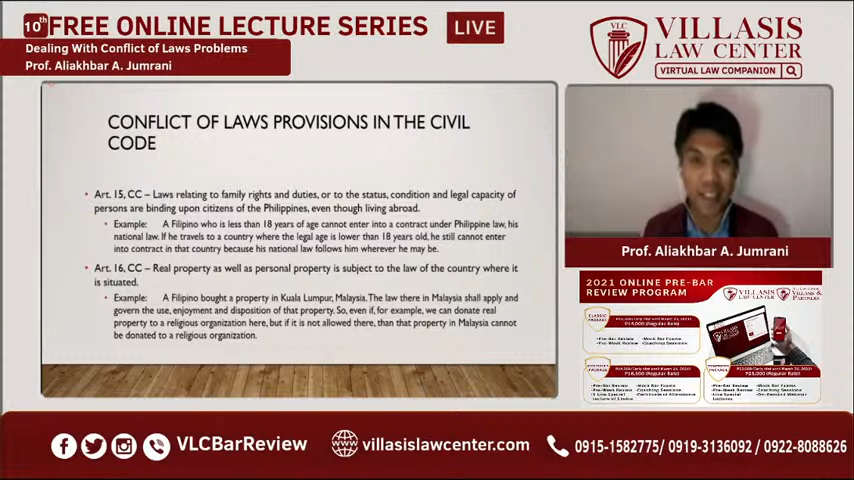 10th FREE ONLINE LECTURE SERIES
LIVE
Dealing With Conflict of Laws Problems
Prof. Aliakhbar A. Jumrani
VLC
VILLASIS
LAW CENTER
VIRTUAL LAW COMPANION
CONFLICT OF LAWS PROVISIONS IN THE CIVIL
CODE
• Art. 15, CC – Laws relating to family rights and duties, or to the status, condition and legal capacity of
persons are binding upon citizens of the Philippines, even though living abroad.
• Example: A Filipino who is less than 18 years of age cannot enter into a contract under Philippine law, his
national law. If he travels to a country where the legal age is lower than 18 years old, he still cannot enter
into contract in that country because his national law follows him wherever he may be.
• Art. 16, CC – Real property as well as personal property is subject to the law of the country where it
is situated.
• Example: A Filipino bought a property in Kuala Lumpur, Malaysia. The law there in Malaysia shall apply and
govern the use, enjoyment and disposition of that property. So, even if, for example, we can donate real
property to a religious organization here, but if it is not allowed there, than that property in Malaysia cannot
be donated to a religious organization.
Prof. Aliakhbar A. Jumrani
2021 ONLINE PRE-BAR
REVIEW PROGRAM
VILLASIS
LAW CENTER
VILLASIS &
PARTNERS
VLCBarReview
villasislawcenter.com
0915-1582775/ 0919-3136092 / 0922-8088626